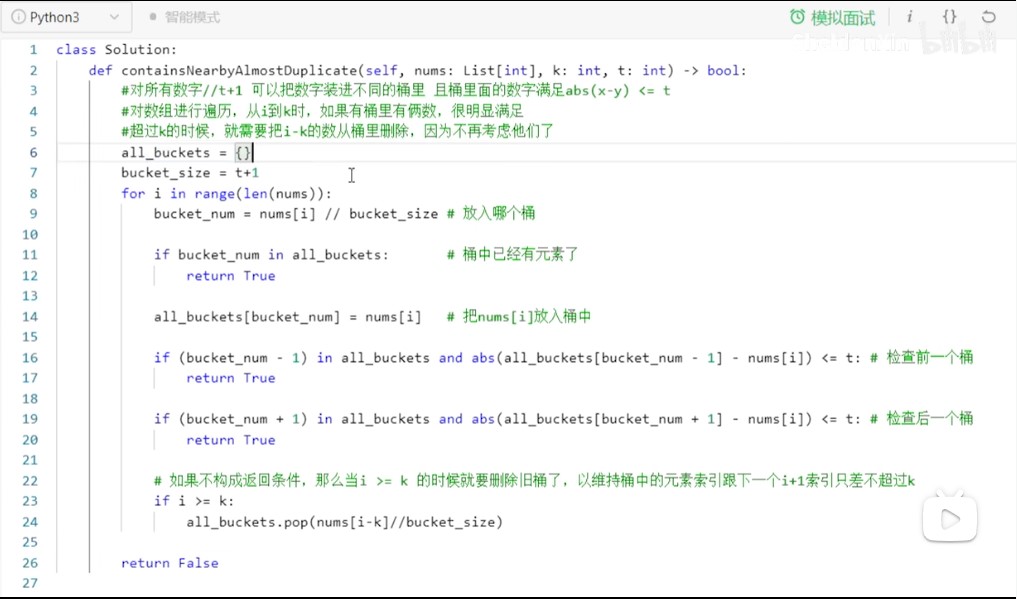 Python3
智能模式
模拟面试
i
{}
1 class Solution:
2 def containsNearbyAlmostDuplicate(self, nums: List[int], k: int, t: int) -> bool:
3 #对所有数字//t+1 可以把数字装进不同的桶里 且桶里面的数字满足abs(x-y) <= t
4 #对数组进行遍历，从i到k时，如果有桶里有俩数，很明显满足
5 #超过k的时候，就需要把i-k的数从桶里删除，因为不再考虑他们了
6 all_buckets = {}
7 bucket_size = t+1
8 for i in range(len(nums)):
9 bucket_num = nums[i] // bucket_size # 放入哪个桶
10
11 if bucket_num in all_buckets: # 桶中已经有元素了
12 return True
13
14 all_buckets[bucket_num] = nums[i] # 把nums[i]放入桶中
15
16 if (bucket_num - 1) in all_buckets and abs(all_buckets[bucket_num - 1] - nums[i]) <= t: # 检查前一个桶
17 return True
18
19 if (bucket_num + 1) in all_buckets and abs(all_buckets[bucket_num + 1] - nums[i]) <= t: # 检查后一个桶
20 return True
21
22 # 如果不构成返回条件，那么当i >= k 的时候就要删除旧桶了，以维持桶中的元素索引跟下一个i+1索引只差不超过k
23 if i >= k:
24 all_buckets.pop(nums[i-k]//bucket_size)
25
26 return False
27